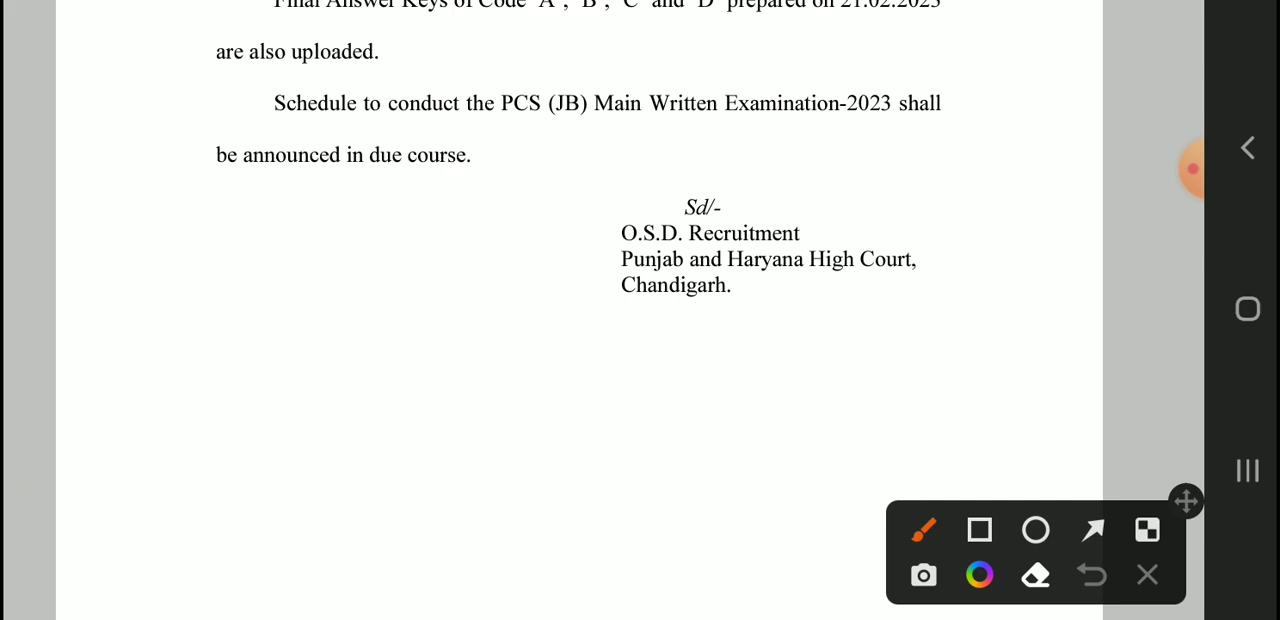 Final Answer Keys of Code 'A', 'B', 'C' and 'D' prepared on 21.02.2023
are also uploaded.
Schedule to conduct the PCS (JB) Main Written Examination-2023 shall
be announced in due course.
Sd/-
O.S.D. Recruitment
Punjab and Haryana High Court,
Chandigarh.